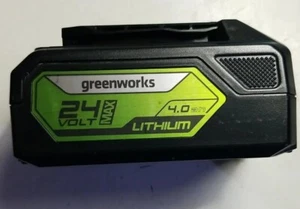 greenworks
24 VOLT MAX 4.0Ah
LITHIUM